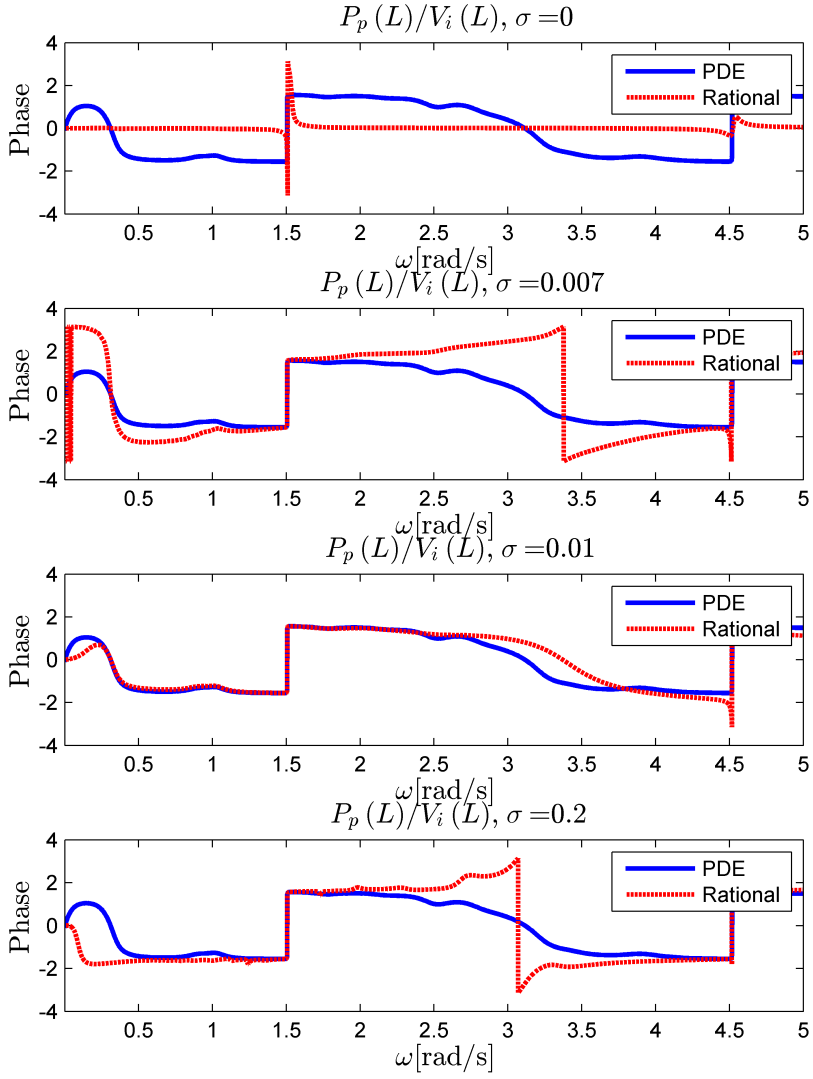 P_p (L)/V_i (L), σ =0
4
2
0
-2
-4
Phase
PDE
Rational
0.5 1 1.5 2 2.5 3 3.5 4 4.5 5
ω[rad/s]
P_p (L)/V_i (L), σ =0.007
4
2
0
-2
-4
Phase
PDE
Rational
0.5 1 1.5 2 2.5 3 3.5 4 4.5 5
ω[rad/s]
P_p (L)/V_i (L), σ =0.01
4
2
0
-2
-4
Phase
PDE
Rational
0.5 1 1.5 2 2.5 3 3.5 4 4.5 5
ω[rad/s]
P_p (L)/V_i (L), σ =0.2
4
2
0
-2
-4
Phase
PDE
Rational
0.5 1 1.5 2 2.5 3 3.5 4 4.5 5
ω[rad/s]